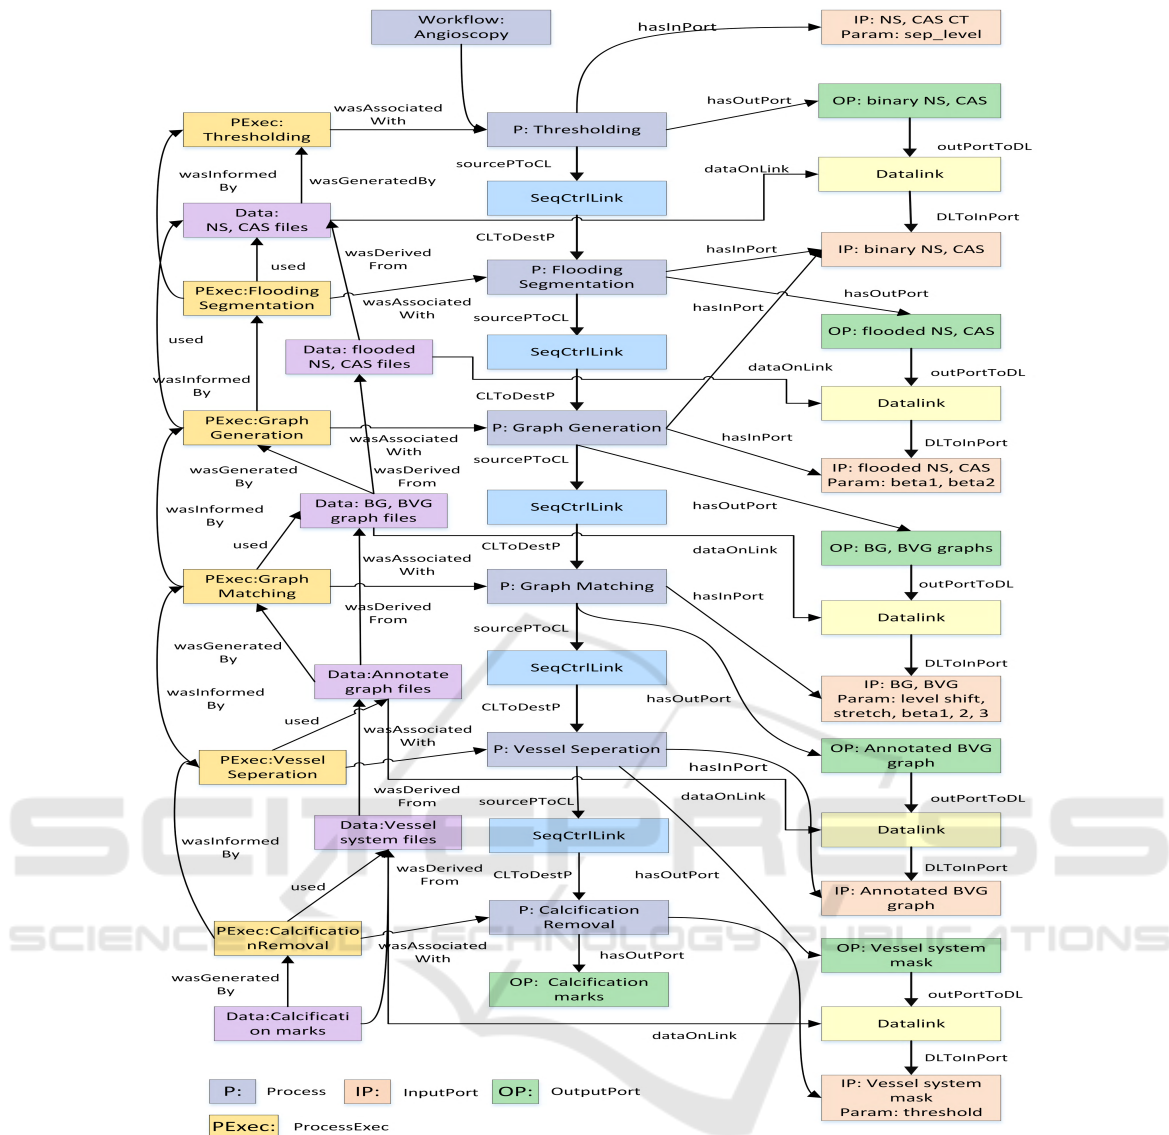 Workflow:
Angioscopy
hasInPort
IP: NS, CAS CT
Param: sep_level
PExec:
Thresholding
wasAssociated
With
P: Thresholding
hasOutPort
OP: binary NS, CAS
outPortToDL
wasInformed
By
wasGeneratedBy
sourcePToCL
dataOnLink
Datalink
SeqCtrlLink
DLToInPort
Data:
NS, CAS files
CLToDestP
hasInPort
IP: binary NS, CAS
wasDerived
From
used
PExec:Flooding
Segmentation
wasAssociated
With
P: Flooding
Segmentation
hasOutPort
sourcePToCL
hasInPort
OP: flooded NS, CAS
used
Data: flooded
NS, CAS files
SeqCtrlLink
dataOnLink
outPortToDL
wasInformed
By
CLToDestP
Datalink
PExec:Graph
Generation
wasAssociated
With
P: Graph Generation
hasInPort
DLToInPort
sourcePToCL
IP: flooded NS, CAS
Param: beta1, beta2
wasGenerated
By
wasDerived
From
Data: BG, BVG
graph files
SeqCtrlLink
hasOutPort
wasInformed
By
used
CLToDestP
dataOnLink
OP: BG, BVG graphs
wasAssociated
With
outPortToDL
PExec:Graph
Matching
P: Graph Matching
hasInPort
wasDerived
From
sourcePToCL
Datalink
wasGenerated
By
SeqCtrlLink
DLToInPort
Data:Annotate
graph files
hasOutPort
IP: BG, BVG
Param: level shift,
stretch, beta1, 2, 3
wasInformed
By
used
CLToDestP
wasAssociated
With
P: Vessel Seperation
OP: Annotated BVG
graph
PExec:Vessel
Seperation
hasInPort
wasDerived
From
sourcePToCL
dataOnLink
outPortToDL
Data:Vessel
system files
SeqCtrlLink
Datalink
wasInformed
By
used
wasDerived
From
CLToDestP
hasOutPort
DLToInPort
IP: Annotated BVG
graph
PExec:Calcificatio
nRemoval
wasAssociated
With
P: Calcification
Removal
hasOutPort
OP: Vessel system
mask
wasGenerated
By
OP: Calcification
marks
outPortToDL
Data:Calcificati
on marks
dataOnLink
Datalink
DLToInPort
IP: Vessel system
mask
Param: threshold
P:
Process
IP:
InputPort
OP:
OutputPort
PExec:
ProcessExec
SCITEPRESS
SCIENCE AND TECHNOLOGY PUBLICATIONS